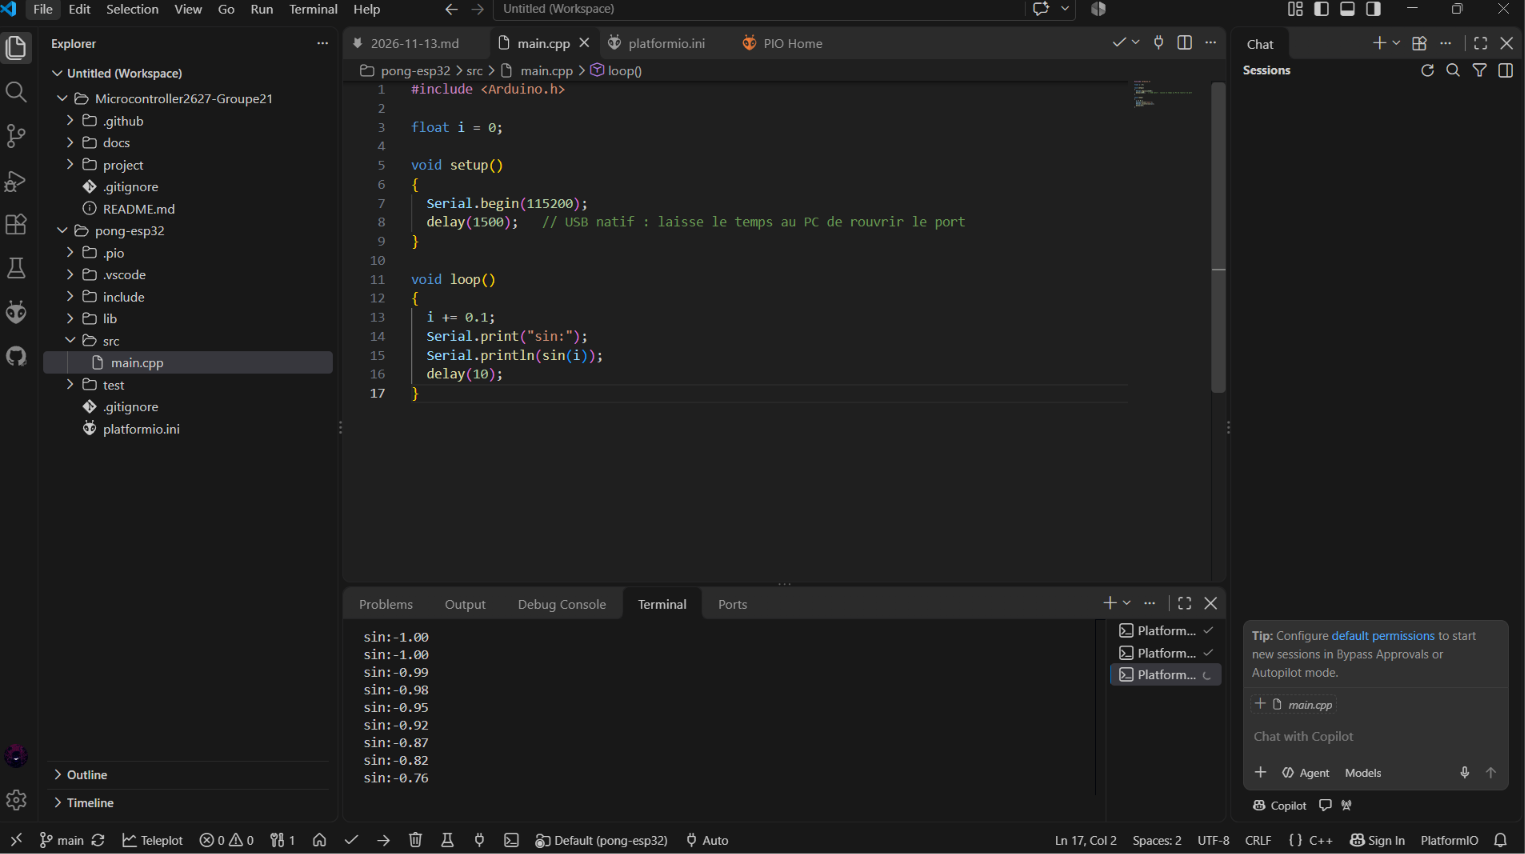 File Edit Selection View Go Run Terminal Help
Untitled (Workspace)
Explorer
Untitled (Workspace)
Microcontroller2627-Groupe21
.github
docs
project
.gitignore
README.md
pong-esp32
.pio
.vscode
include
lib
src
main.cpp
test
.gitignore
platformio.ini
Outline
Timeline
2026-11-13.md main.cpp platformio.ini PIO Home
pong-esp32 > src > main.cpp > loop()
1 #include <Arduino.h>
2
3 float i = 0;
4
5 void setup()
6 {
7 Serial.begin(115200);
8 delay(1500); // USB natif : laisse le temps au PC de rouvrir le port
9 }
10
11 void loop()
12 {
13 i += 0.1;
14 Serial.print("sin:");
15 Serial.println(sin(i));
16 delay(10);
17 }
Problems Output Debug Console Terminal Ports
sin:-1.00
sin:-1.00
sin:-0.99
sin:-0.98
sin:-0.95
sin:-0.92
sin:-0.87
sin:-0.82
sin:-0.76
Platform...
Platform...
Platform...
Chat
Sessions
Tip: Configure default permissions to start
new sessions in Bypass Approvals or
Autopilot mode.
main.cpp
Chat with Copilot
Agent Models
Copilot
main Teleplot 0 0 1 Default (pong-esp32) Auto Ln 17, Col 2 Spaces: 2 UTF-8 CRLF {} C++ Sign In PlatformIO